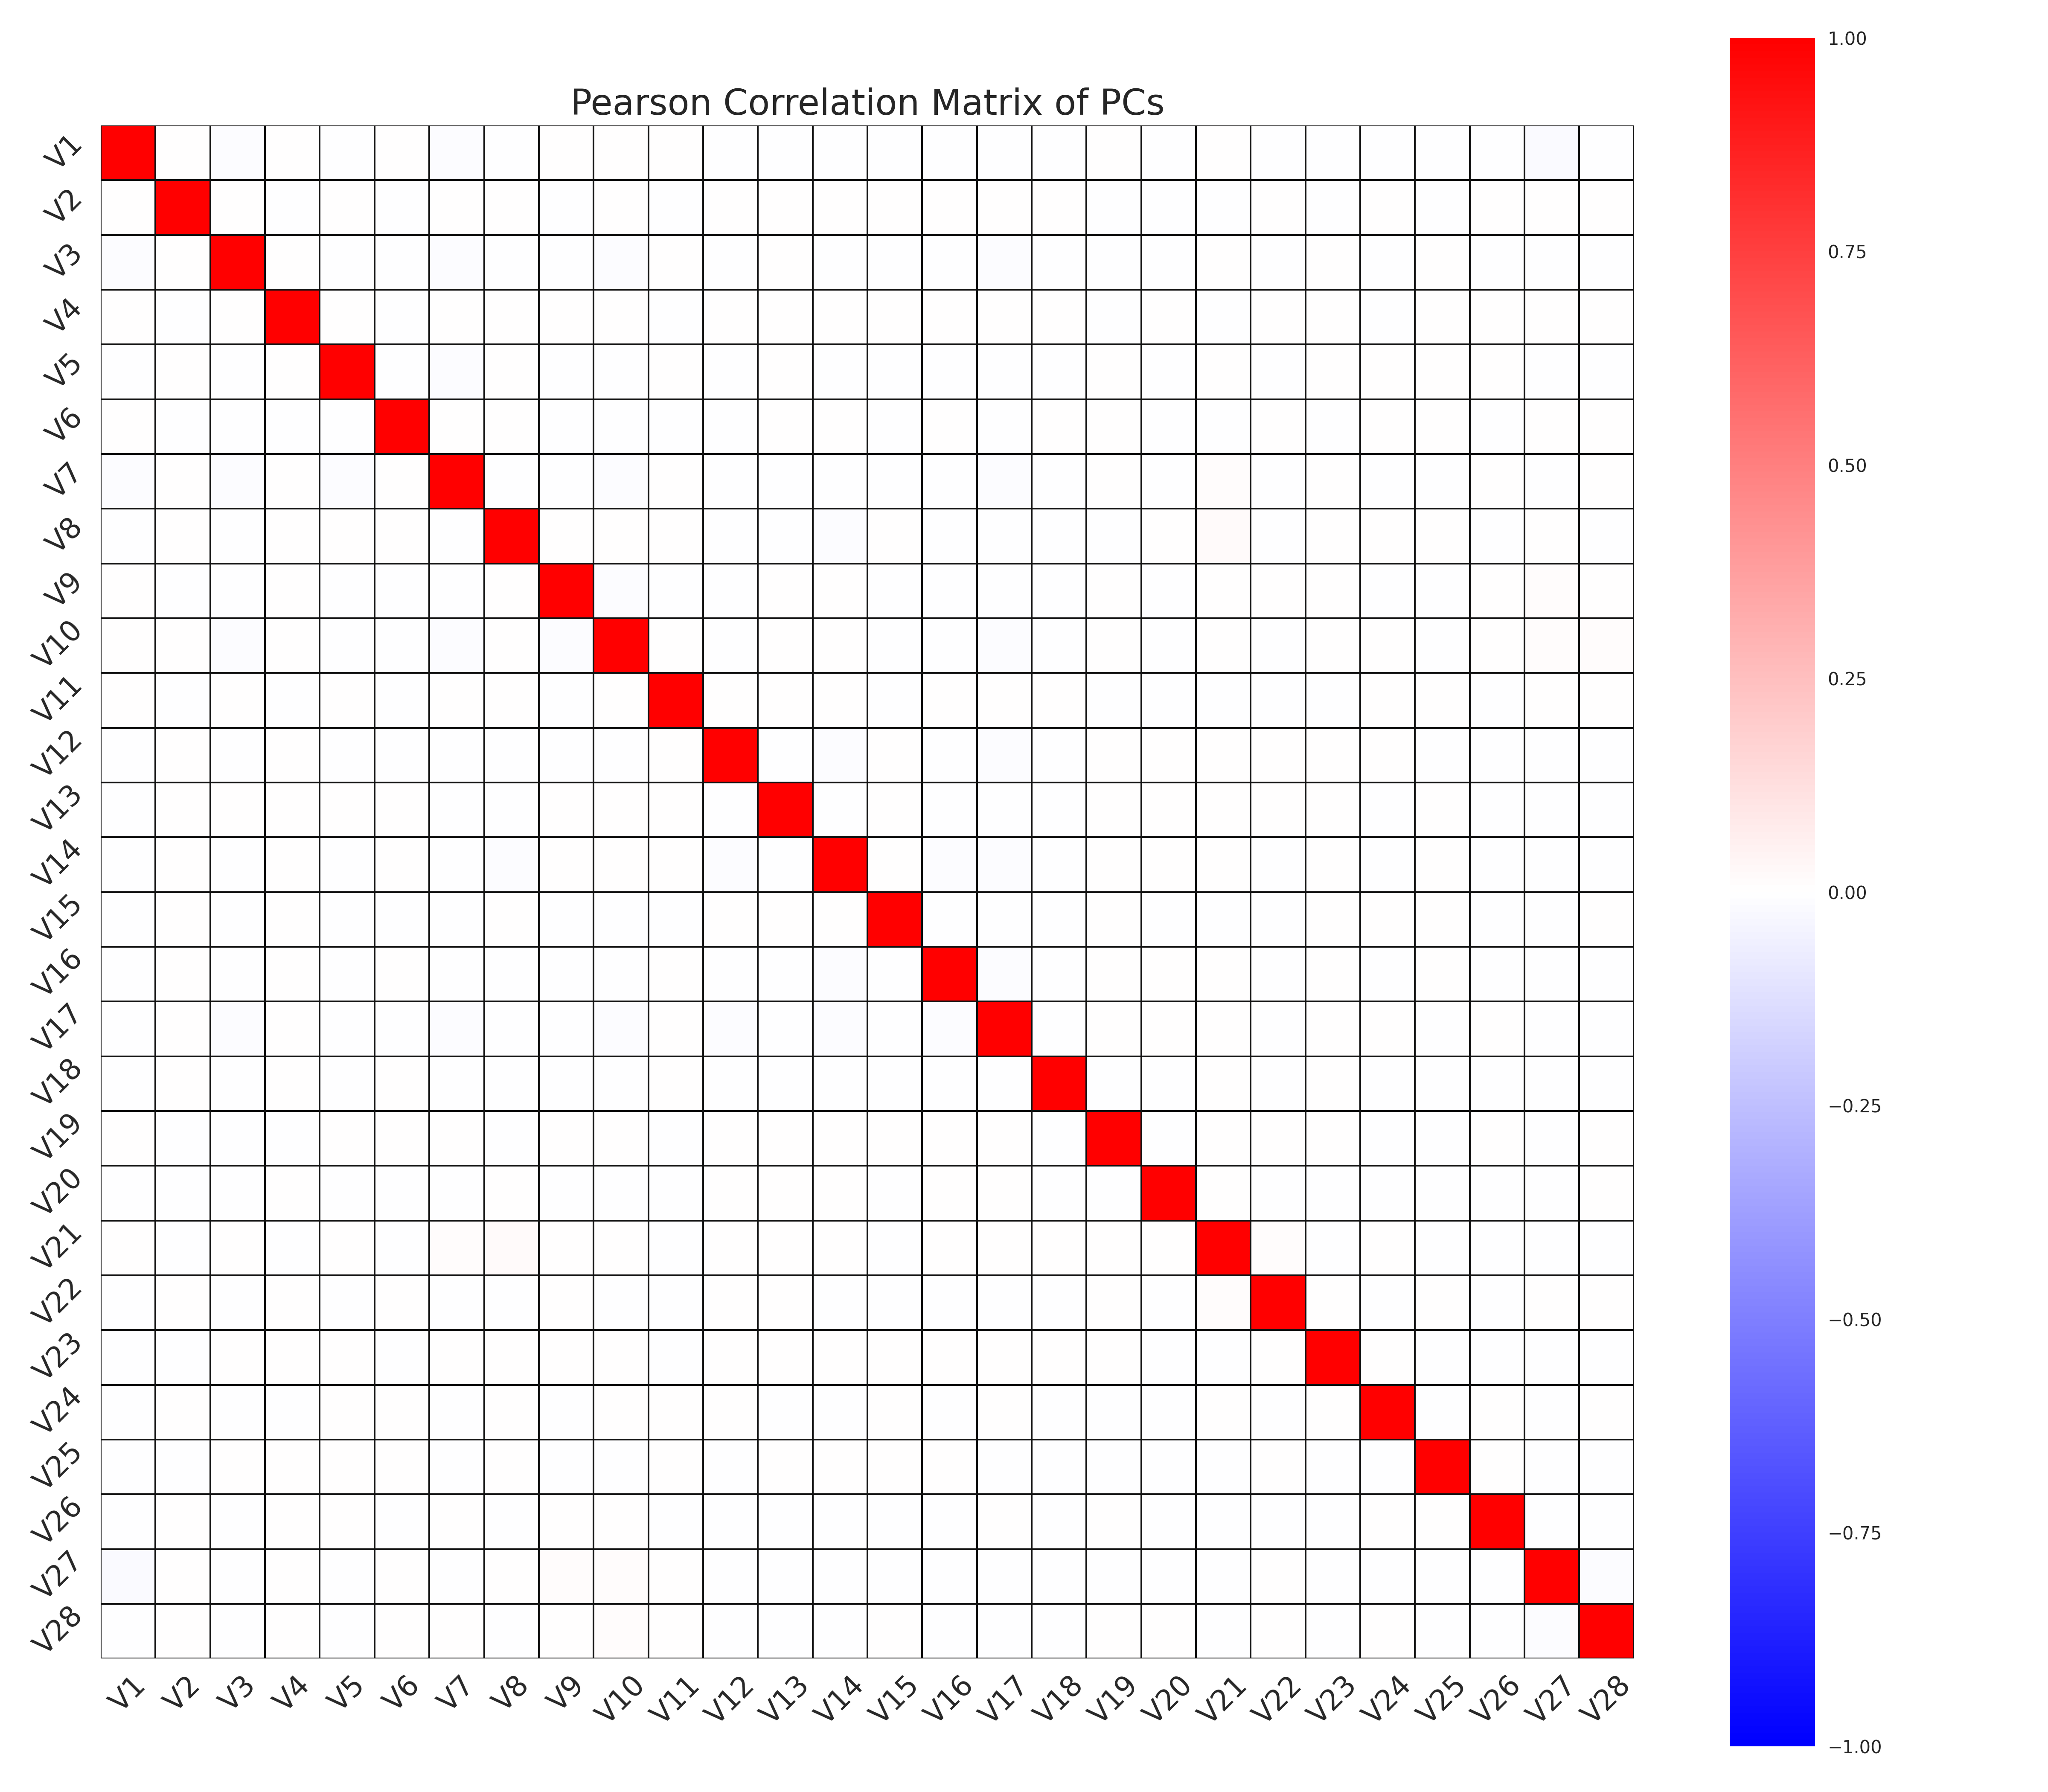 Pearson Correlation Matrix of PCs
V1
V2
V3
V4
V5
V6
V7
V8
V9
V10
V11
V12
V13
V14
V15
V16
V17
V18
V19
V20
V21
V22
V23
V24
V25
V26
V27
V28
V1 V2 V3 V4 V5 V6 V7 V8 V9 V10 V11 V12 V13 V14 V15 V16 V17 V18 V19 V20 V21 V22 V23 V24 V25 V26 V27 V28
1.00
0.75
0.50
0.25
0.00
−0.25
−0.50
−0.75
−1.00